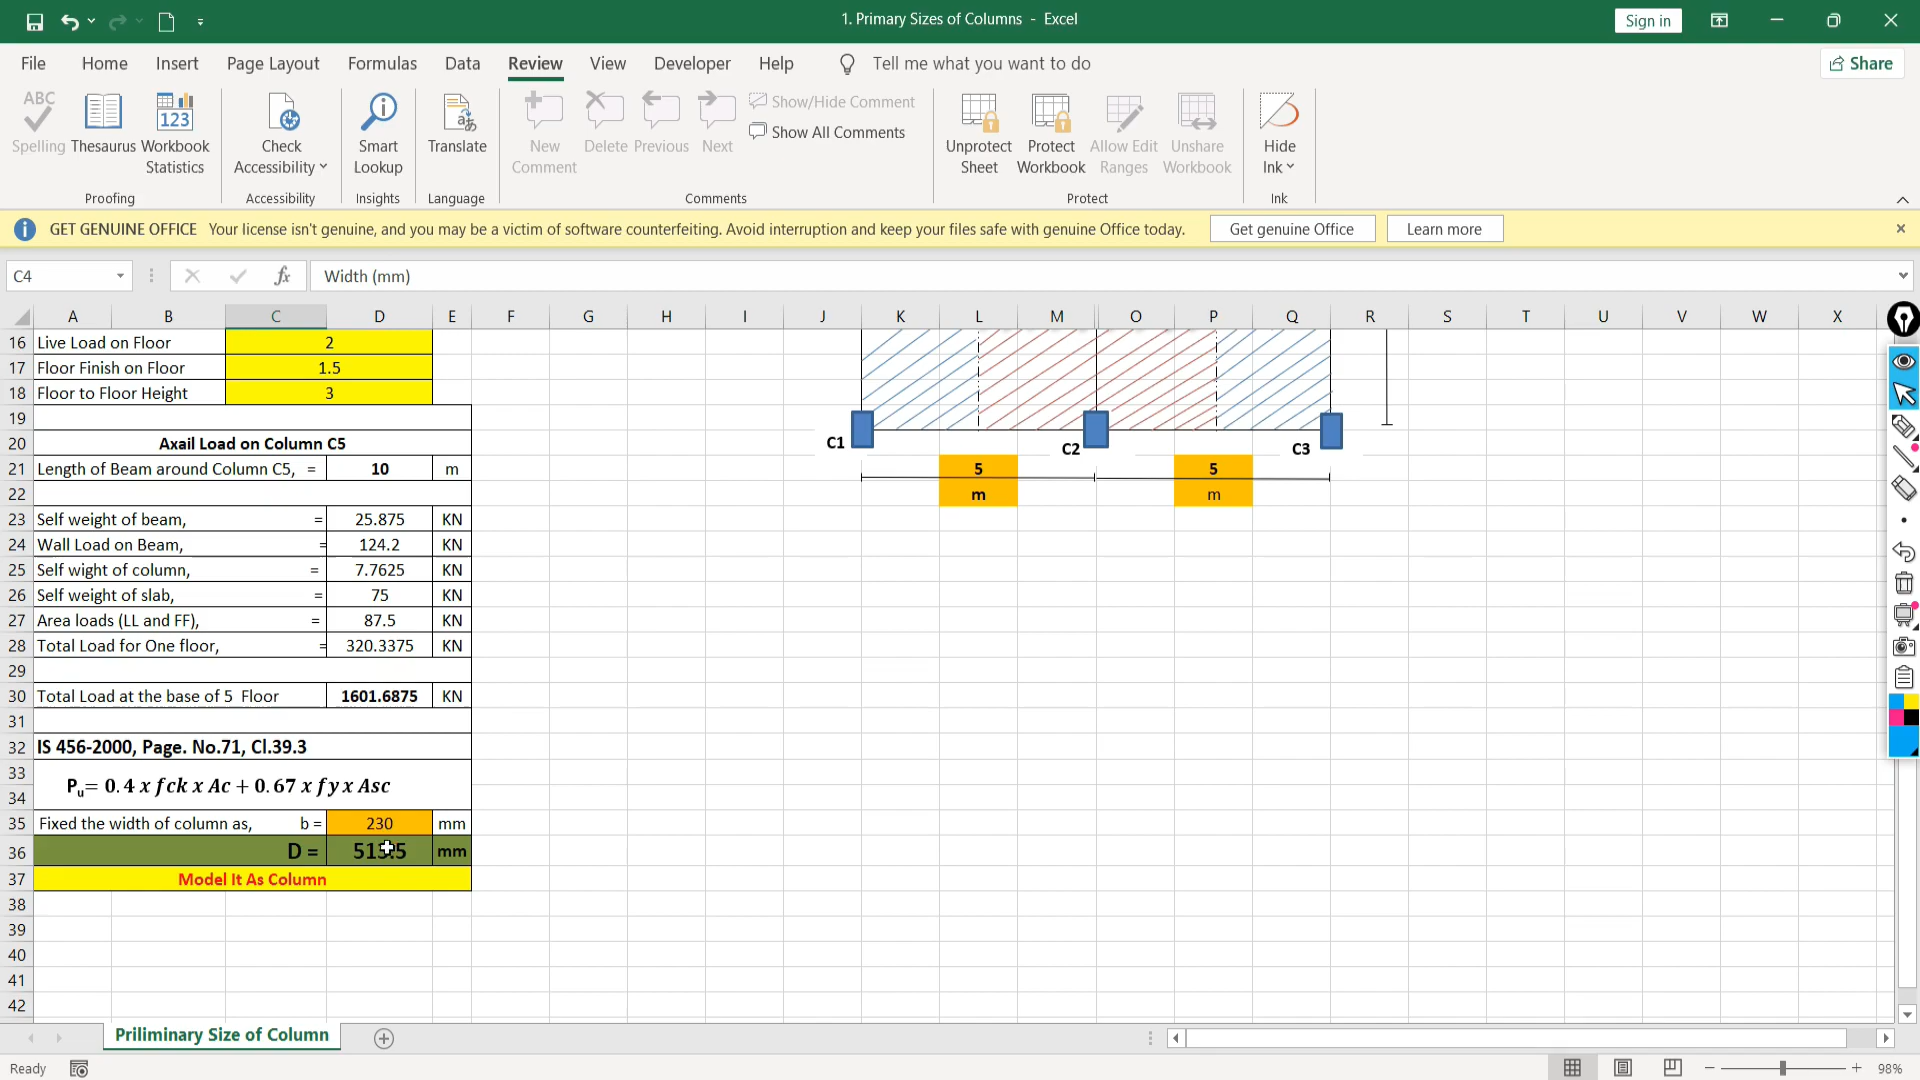 1. Primary Sizes of Columns - Excel
Sign in
File Home Insert Page Layout Formulas Data Review View Developer Help Tell me what you want to do Share
ABC
123
Spelling Thesaurus Workbook Statistics
Check Accessibility
Smart Lookup
Translate
New Comment
Delete Previous Next
Show/Hide Comment
Show All Comments
Unprotect Sheet
Protect Workbook
Allow Edit Ranges
Unshare Workbook
Hide Ink
Proofing Accessibility Insights Language Comments Protect Ink
GET GENUINE OFFICE Your license isn't genuine, and you may be a victim of software counterfeiting. Avoid interruption and keep your files safe with genuine Office today. Get genuine Office Learn more
C4 fx Width (mm)
A B C D E F G H I J K L M O P Q R S T U V W X
16 Live Load on Floor 2
17 Floor Finish on Floor 1.5
18 Floor to Floor Height 3
19
20 Axail Load on Column C5
21 Length of Beam around Column C5, = 10 m
22
23 Self weight of beam, = 25.875 KN
24 Wall Load on Beam, = 124.2 KN
25 Self wight of column, = 7.7625 KN
26 Self weight of slab, = 75 KN
27 Area loads (LL and FF), = 87.5 KN
28 Total Load for One floor, = 320.3375 KN
29
30 Total Load at the base of 5 Floor 1601.6875 KN
31
32 IS 456-2000, Page. No.71, Cl.39.3
33
Pu= 0.4 x fck x Ac + 0.67 x fy x Asc
34
35 Fixed the width of column as, b = 230 mm
36 D = mm
37 Model It As Column
38
39
40
41
42
C1 C2 C3
5 5
m m
Priliminary Size of Column
Ready
98%